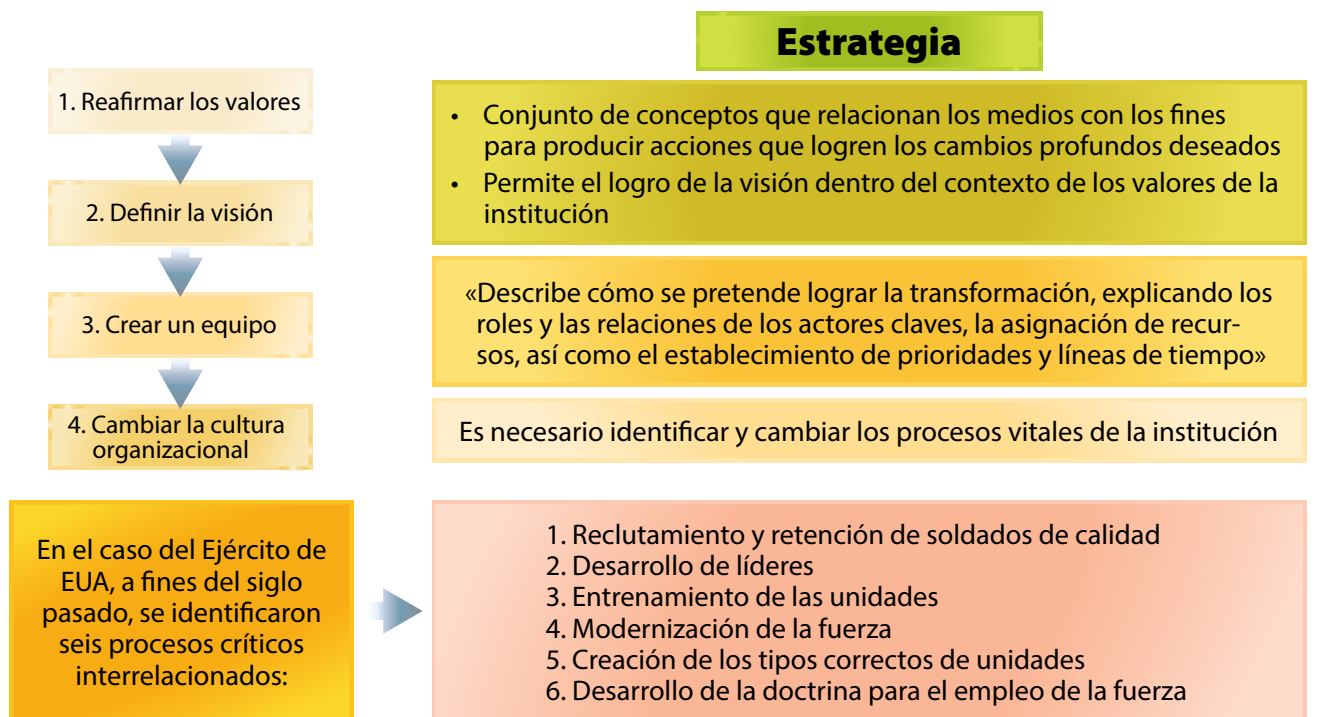 Estrategia
1. Reafirmar los valores
2. Definir la visión
3. Crear un equipo
4. Cambiar la cultura
organizacional
• Conjunto de conceptos que relacionan los medios con los fines
para producir acciones que logren los cambios profundos deseados
• Permite el logro de la visión dentro del contexto de los valores de la
institución
«Describe cómo se pretende lograr la transformación, explicando los
roles y las relaciones de los actores claves, la asignación de recur-
sos, así como el establecimiento de prioridades y líneas de tiempo»
Es necesario identificar y cambiar los procesos vitales de la institución
En el caso del Ejército de
EUA, a fines del siglo
pasado, se identificaron
seis procesos críticos
interrelacionados:
1. Reclutamiento y retención de soldados de calidad
2. Desarrollo de líderes
3. Entrenamiento de las unidades
4. Modernización de la fuerza
5. Creación de los tipos correctos de unidades
6. Desarrollo de la doctrina para el empleo de la fuerza